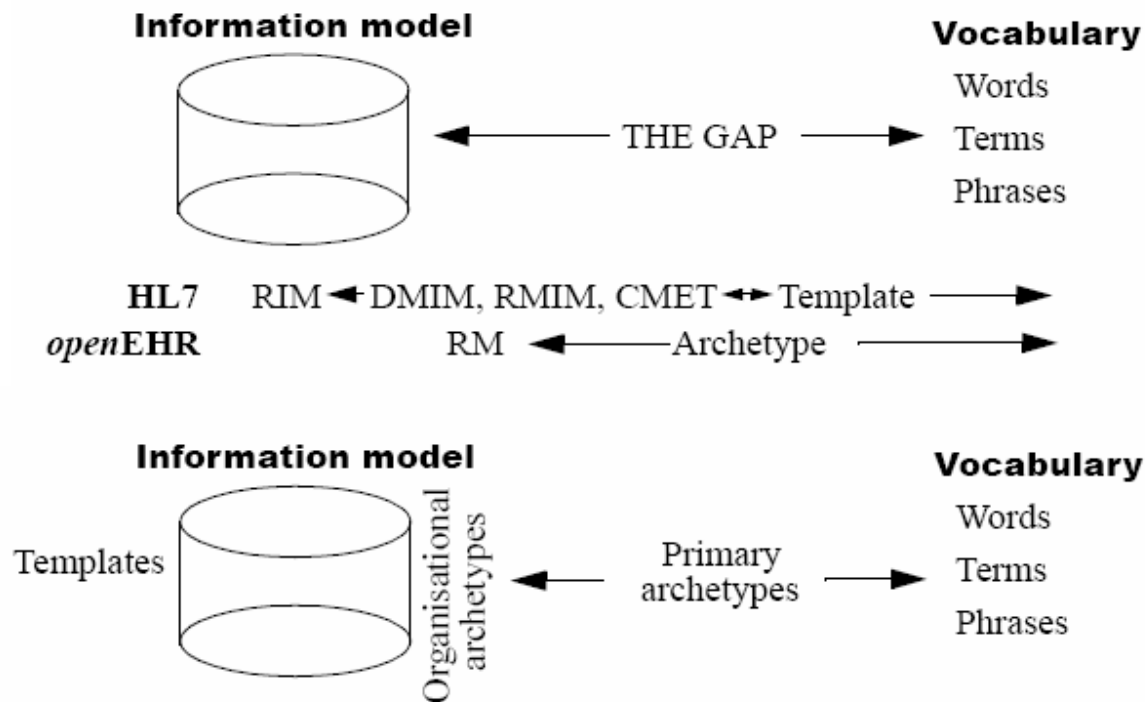 Information model
Vocabulary
Words
THE GAP
Terms
Phrases
HL7 RIM DMIM, RMIM, CMET Template
openEHR RM Archetype
Information model
Vocabulary
Templates
Organisational
archetypes
Primary
archetypes
Words
Terms
Phrases